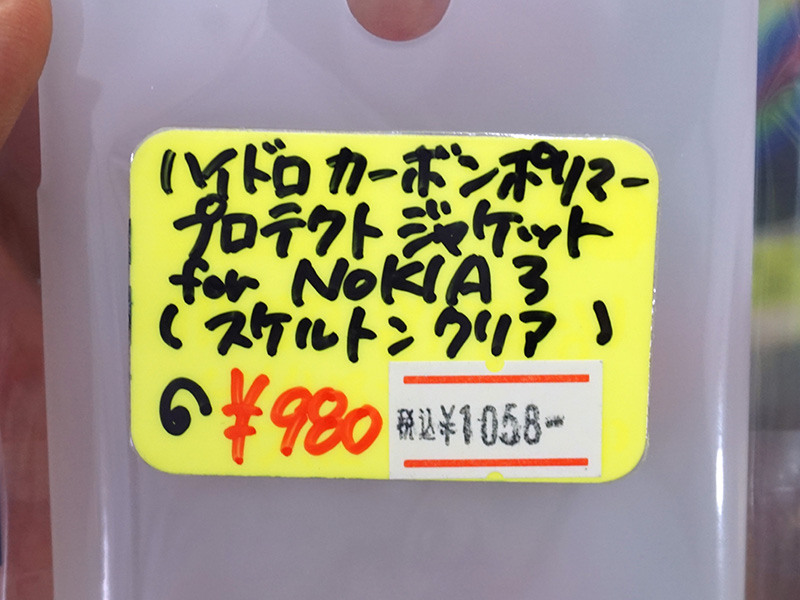 ハイドロカーボンポリマー
プロテクトジャケット
for NOKIA 3
(スケルトンクリア)
¥980
税込¥1058-